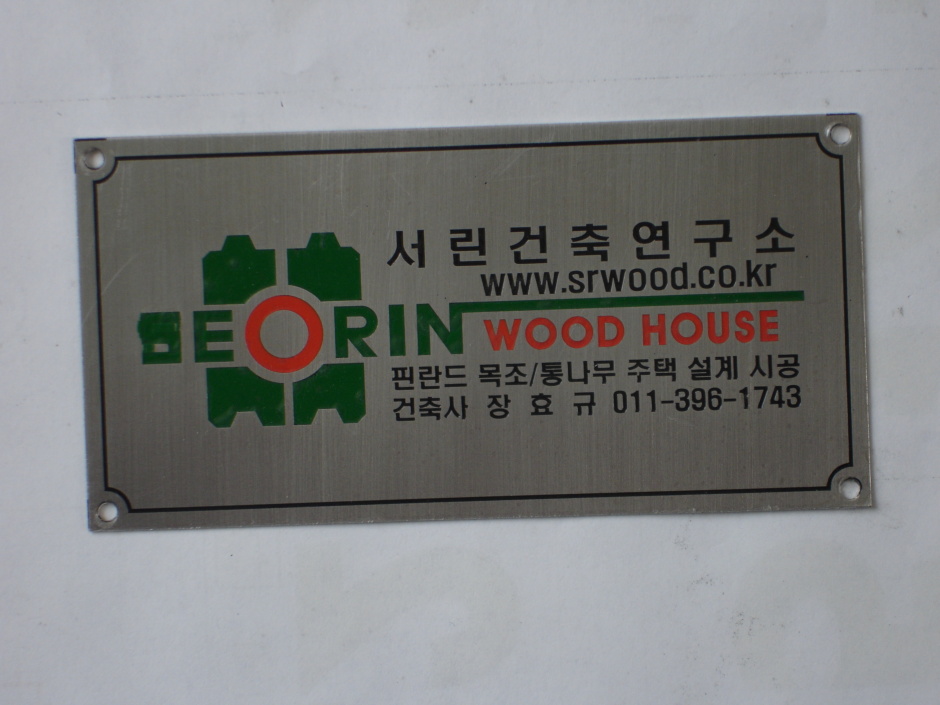 서린건축연구소
www.srwood.co.kr
SEORIN WOOD HOUSE
핀란드 목조/통나무 주택 설계 시공
건축사 장 효 규 011-396-1743